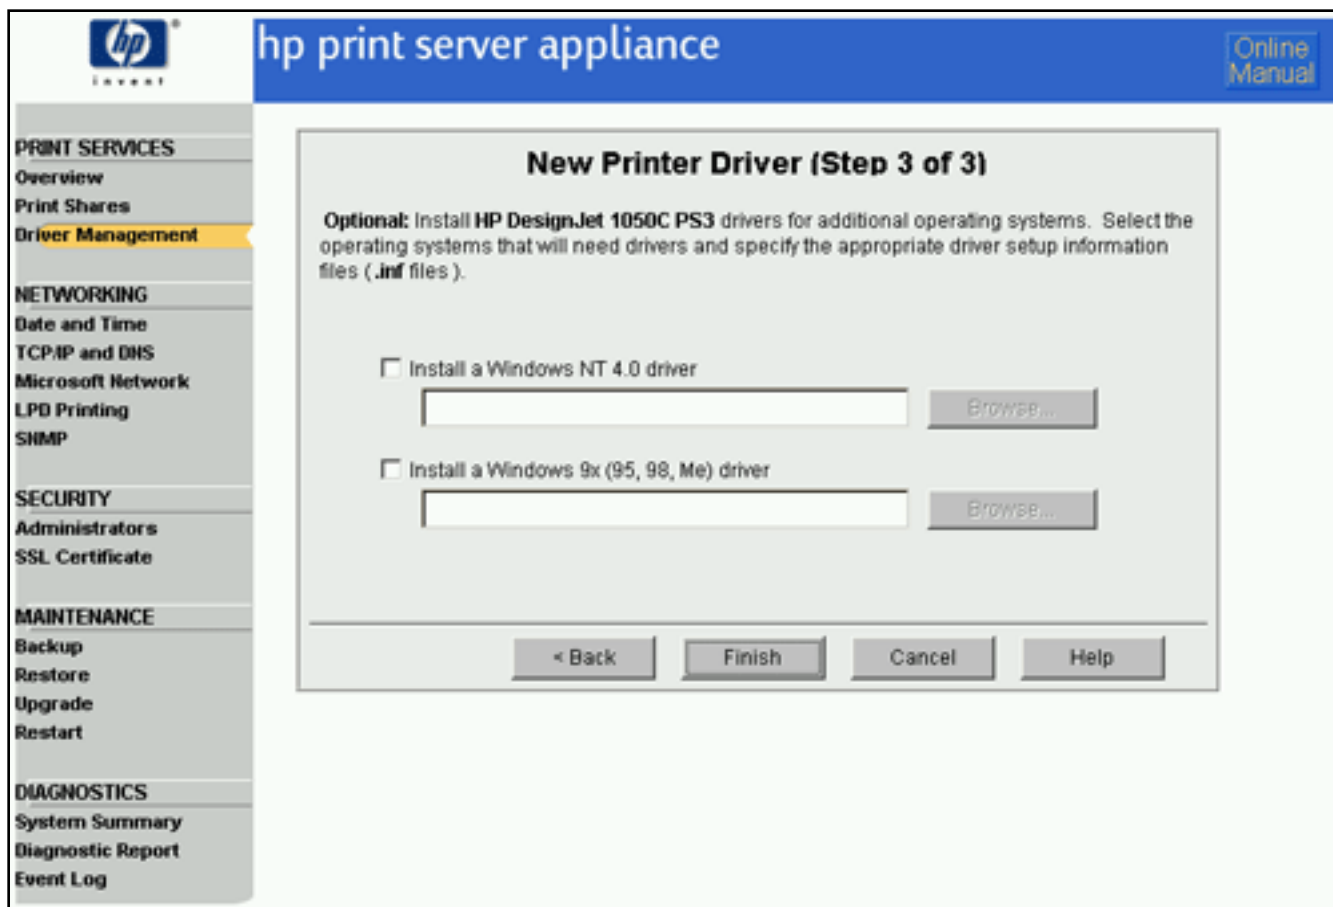 hp
invent
hp print server appliance
Online
Manual
PRINT SERVICES
Overview
Print Shares
Driver Management
NETWORKING
Date and Time
TCP/IP and DNS
Microsoft Network
LPD Printing
SNMP
SECURITY
Administrators
SSL Certificate
MAINTENANCE
Backup
Restore
Upgrade
Restart
DIAGNOSTICS
System Summary
Diagnostic Report
Event Log
New Printer Driver (Step 3 of 3)
Optional: Install HP DesignJet 1050C PS3 drivers for additional operating systems. Select the
operating systems that will need drivers and specify the appropriate driver setup information
files ( .inf files ).
Install a Windows NT 4.0 driver
Browse...
Install a Windows 9x (95, 98, Me) driver
Browse...
< Back
Finish
Cancel
Help